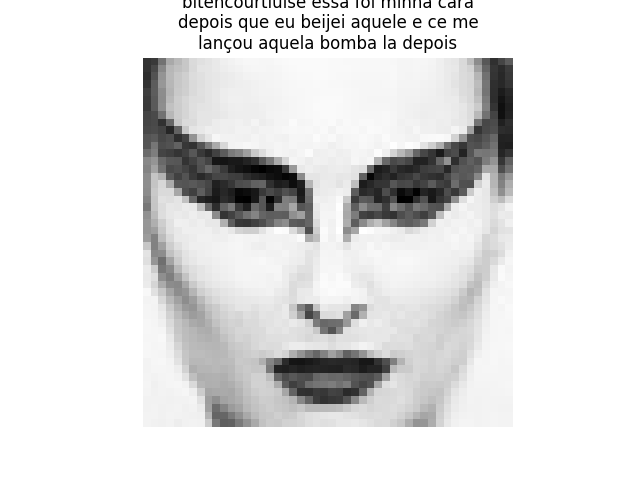 bitencourtluise essa foi minha cara
depois que eu beijei aquele e ce me
lançou aquela bomba la depois